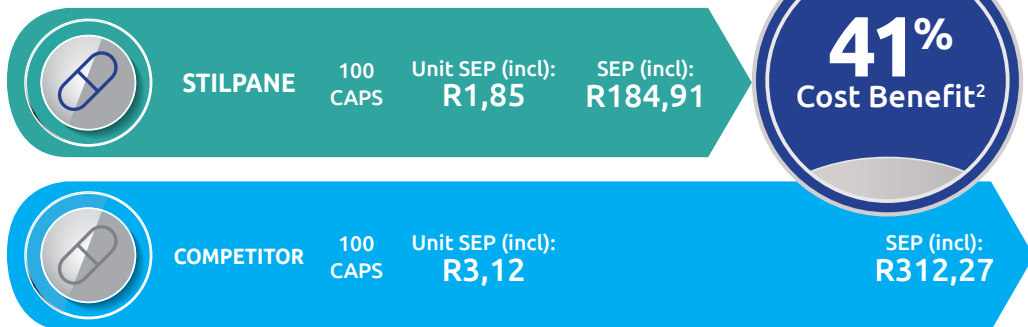 STILPANE
100
CAPS
Unit SEP (incl):
R1,85
SEP (incl):
R184,91
41%
Cost Benefit²
COMPETITOR
100
CAPS
Unit SEP (incl):
R3,12
SEP (incl):
R312,27